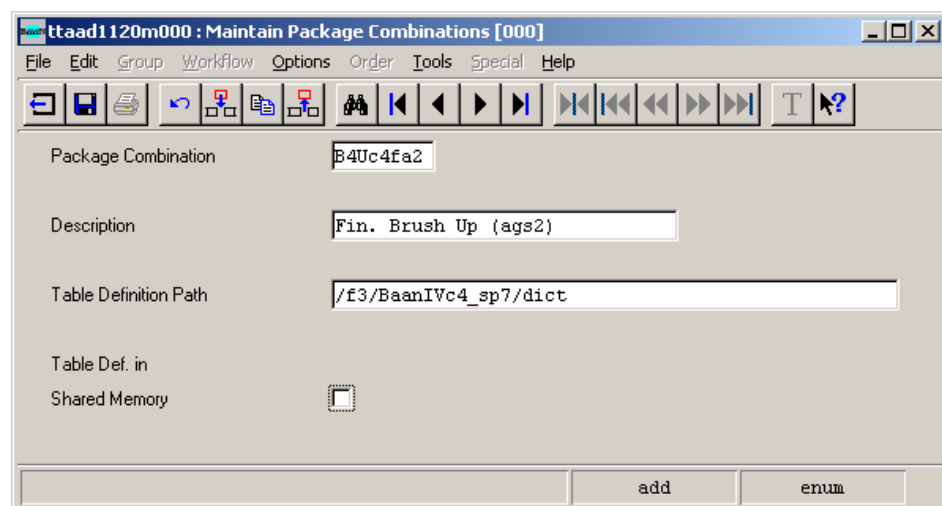 Baan ttaad1120m000 : Maintain Package Combinations [000]
File Edit Group Workflow Options Order Tools Special Help
T ?
Package Combination B4Uc4fa2
Description Fin. Brush Up (ags2)
Table Definition Path /f3/BaanIVc4_sp7/dict
Table Def. in
Shared Memory
add enum